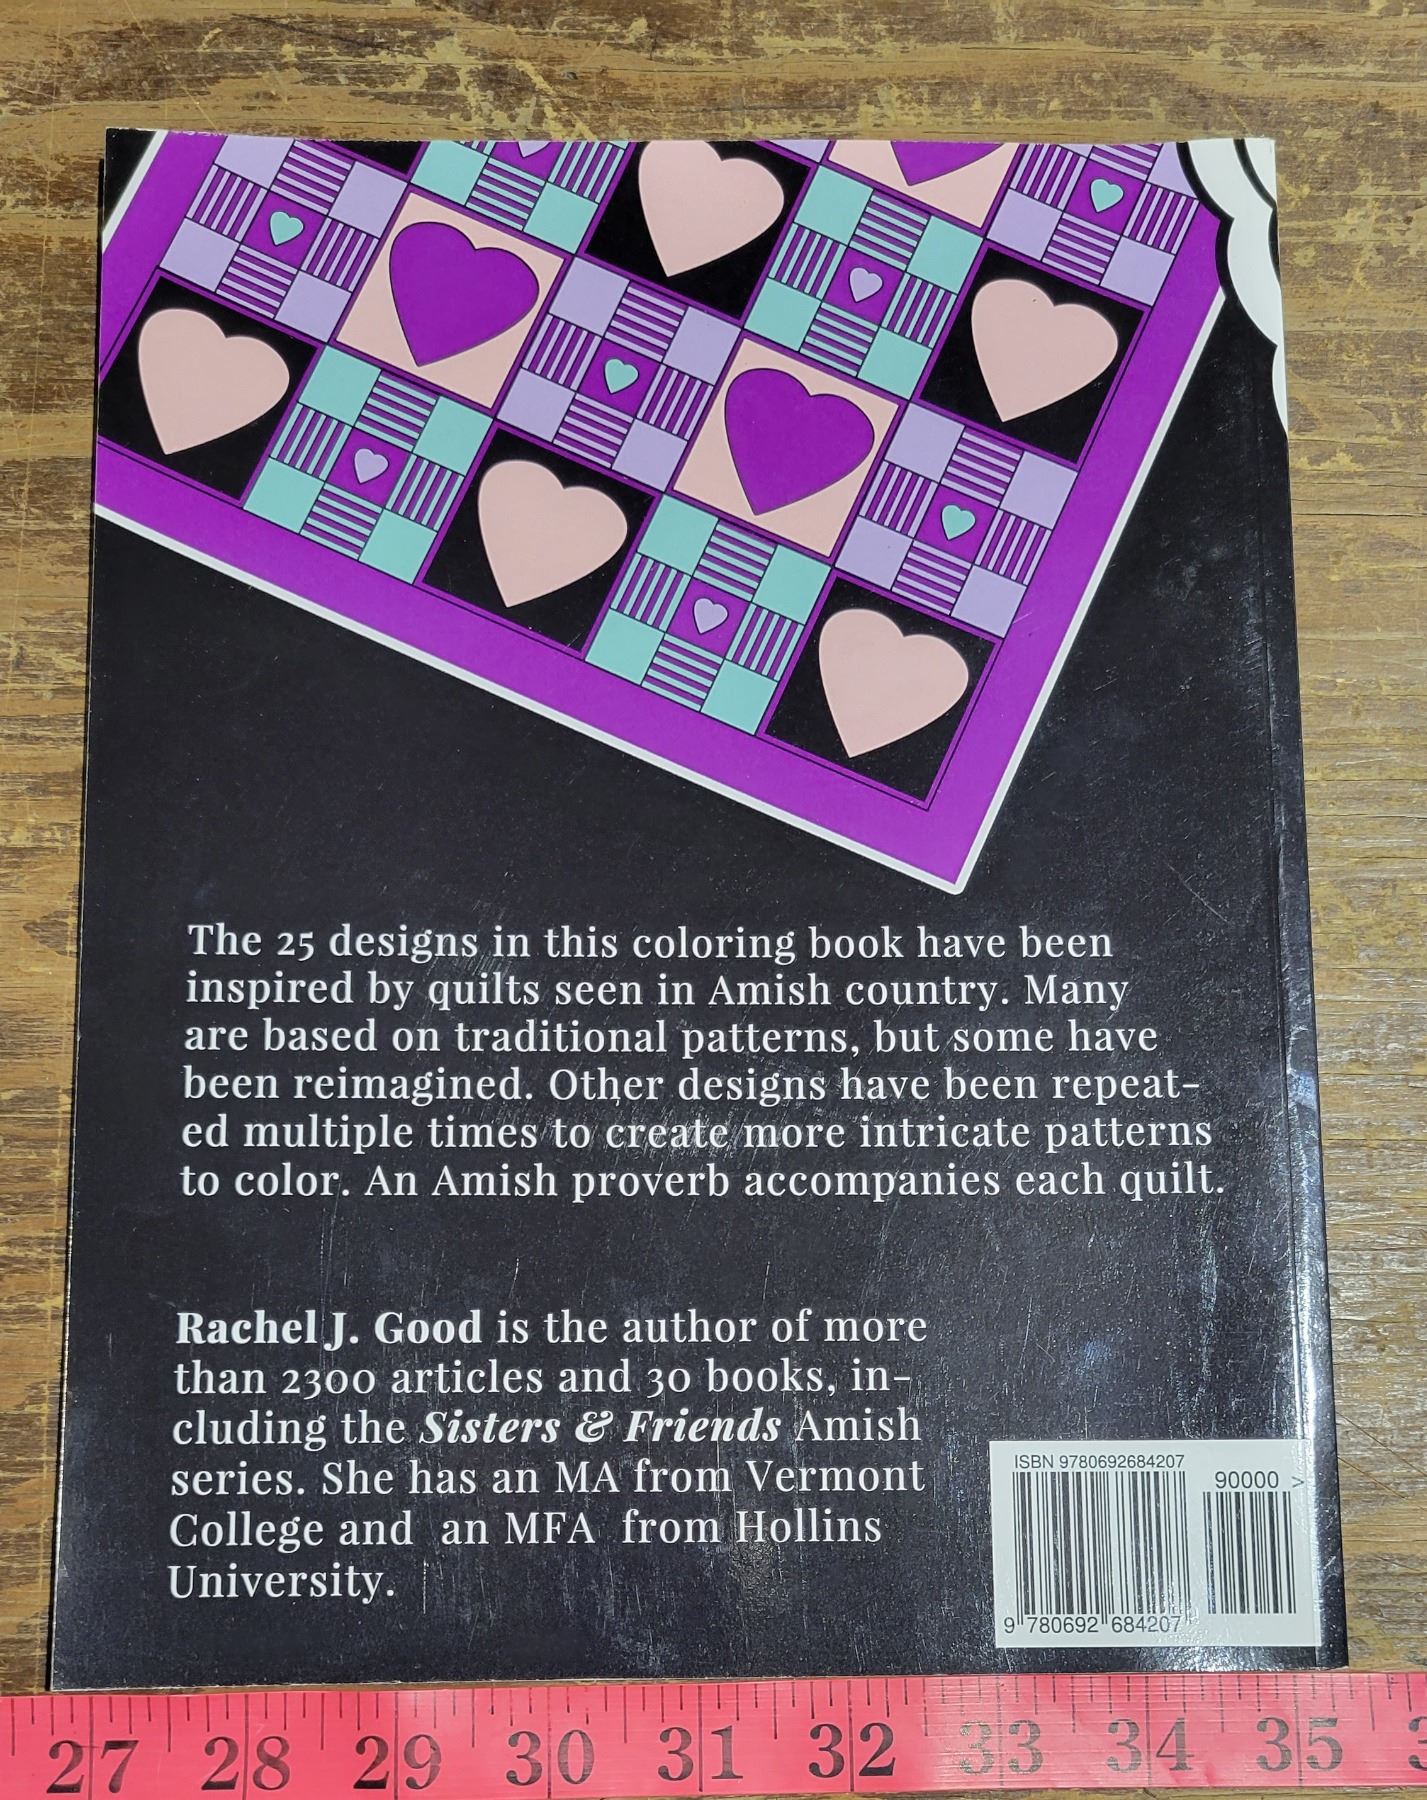 The 25 designs in this coloring book have been
inspired by quilts seen in Amish country. Many
are based on traditional patterns, but some have
been reimagined. Other designs have been repeat-
ed multiple times to create more intricate patterns
to color. An Amish proverb accompanies each quilt.
Rachel J. Good is the author of more
than 2300 articles and 30 books, in-
cluding the Sisters & Friends Amish
series. She has an MA from Vermont
College and an MFA from Hollins
University.
ISBN 9780692684207
90000 >
9 780692 684207
27 28 29 30 31 32 33 34 35